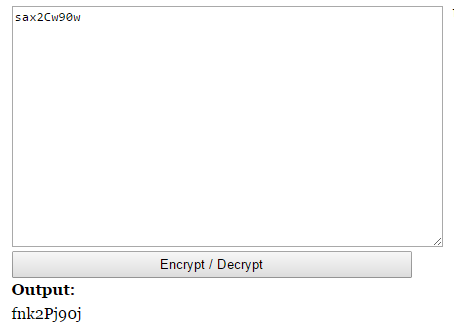 sax2Cw90w
Encrypt / Decrypt
Output:
fnk2Pj90j